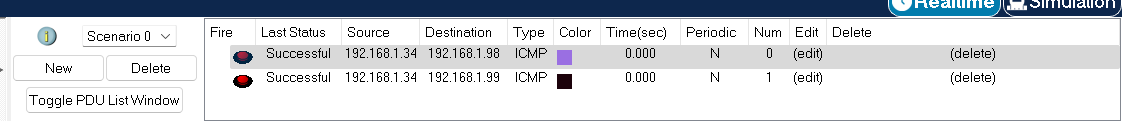 Realtime Simulation
Scenario 0
New Delete
Toggle PDU List Window
Fire Last Status Source Destination Type Color Time(sec) Periodic Num Edit Delete
Successful 192.168.1.34 192.168.1.98 ICMP 0.000 N 0 (edit) (delete)
Successful 192.168.1.34 192.168.1.99 ICMP 0.000 N 1 (edit) (delete)